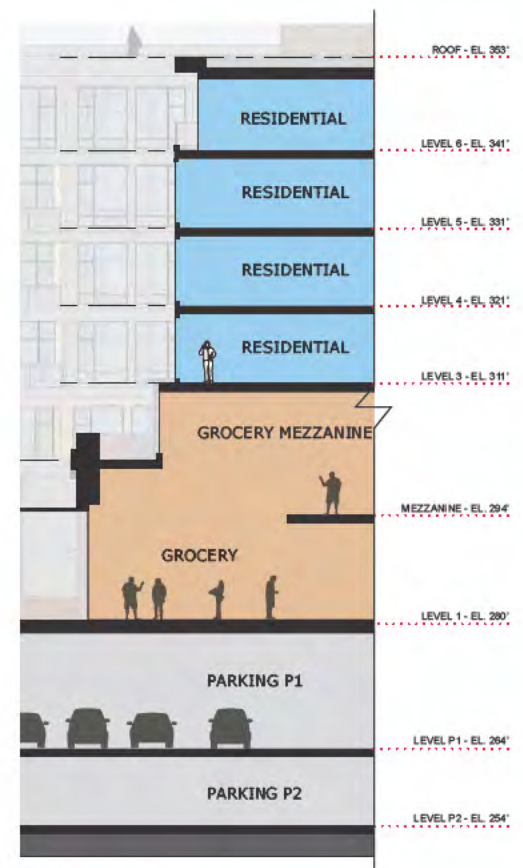 ROOF - EL. 353'
RESIDENTIAL
LEVEL 6 - EL. 341'
RESIDENTIAL
LEVEL 5 - EL. 331'
RESIDENTIAL
LEVEL 4 - EL. 321'
RESIDENTIAL
LEVEL 3 - EL. 311'
GROCERY MEZZANINE
MEZZANINE - EL. 294'
GROCERY
LEVEL 1 - EL. 280'
PARKING P1
LEVEL P1 - EL. 264'
PARKING P2
LEVEL P2 - EL. 254'